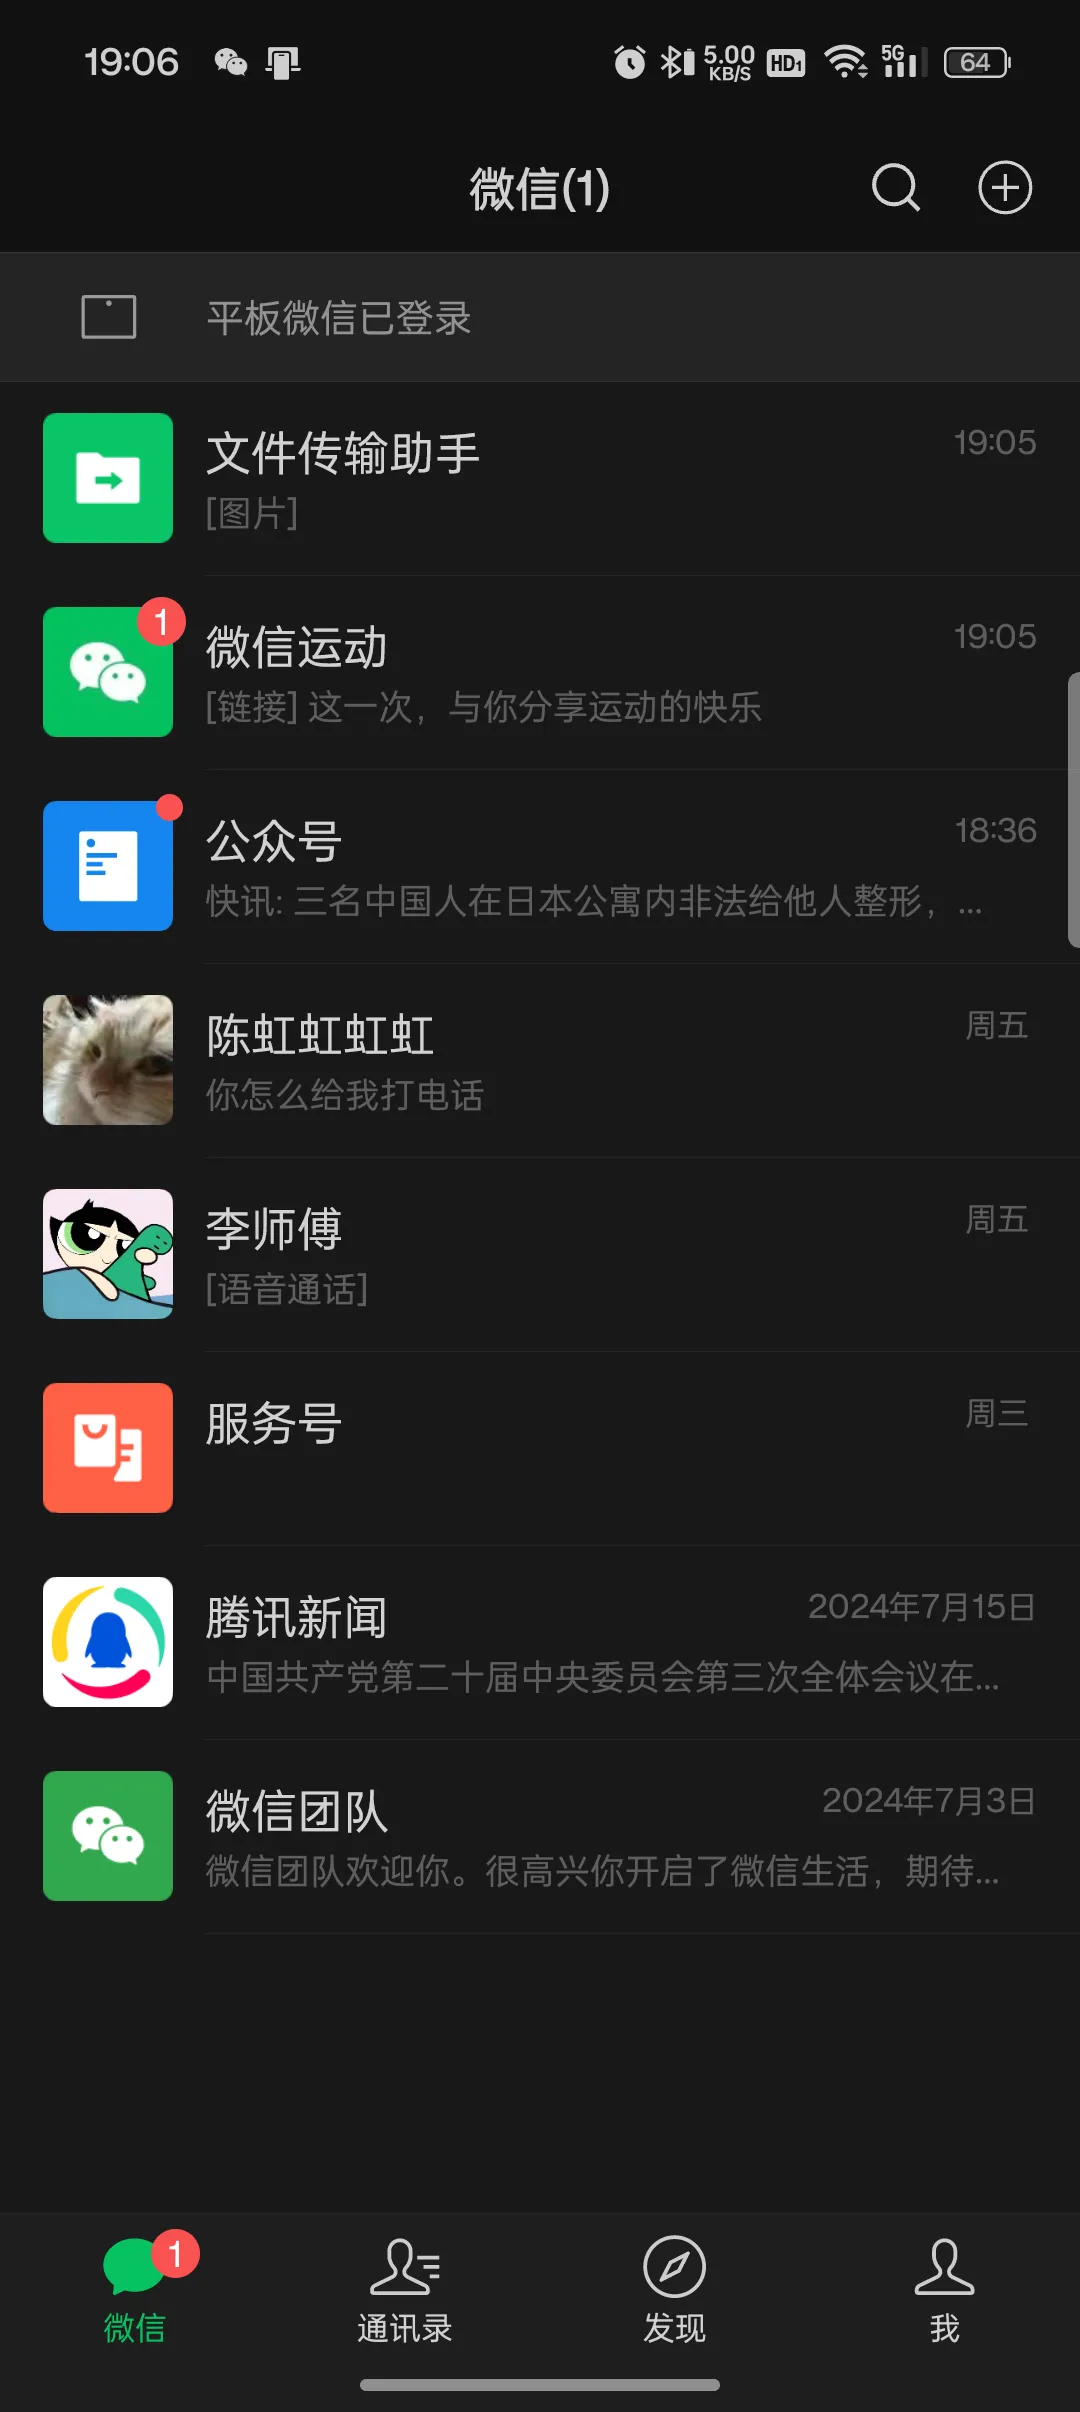 19:06
5.00 KB/S HD1 5G 64
微信(1)
平板微信已登录
文件传输助手 19:05
[图片]
1
微信运动 19:05
[链接] 这一次，与你分享运动的快乐
公众号 18:36
快讯: 三名中国人在日本公寓内非法给他人整形，...
陈虹虹虹虹 周五
你怎么给我打电话
李师傅 周五
[语音通话]
服务号 周三
腾讯新闻 2024年7月15日
中国共产党第二十届中央委员会第三次全体会议在...
微信团队 2024年7月3日
微信团队欢迎你。很高兴你开启了微信生活，期待...
1
微信 通讯录 发现 我